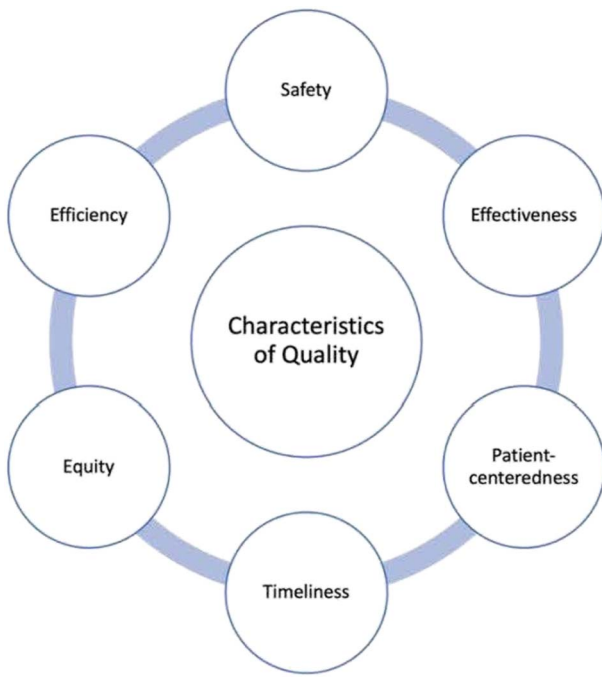 Safety
Effectiveness
Patient-
centeredness
Timeliness
Equity
Efficiency
Characteristics
of Quality